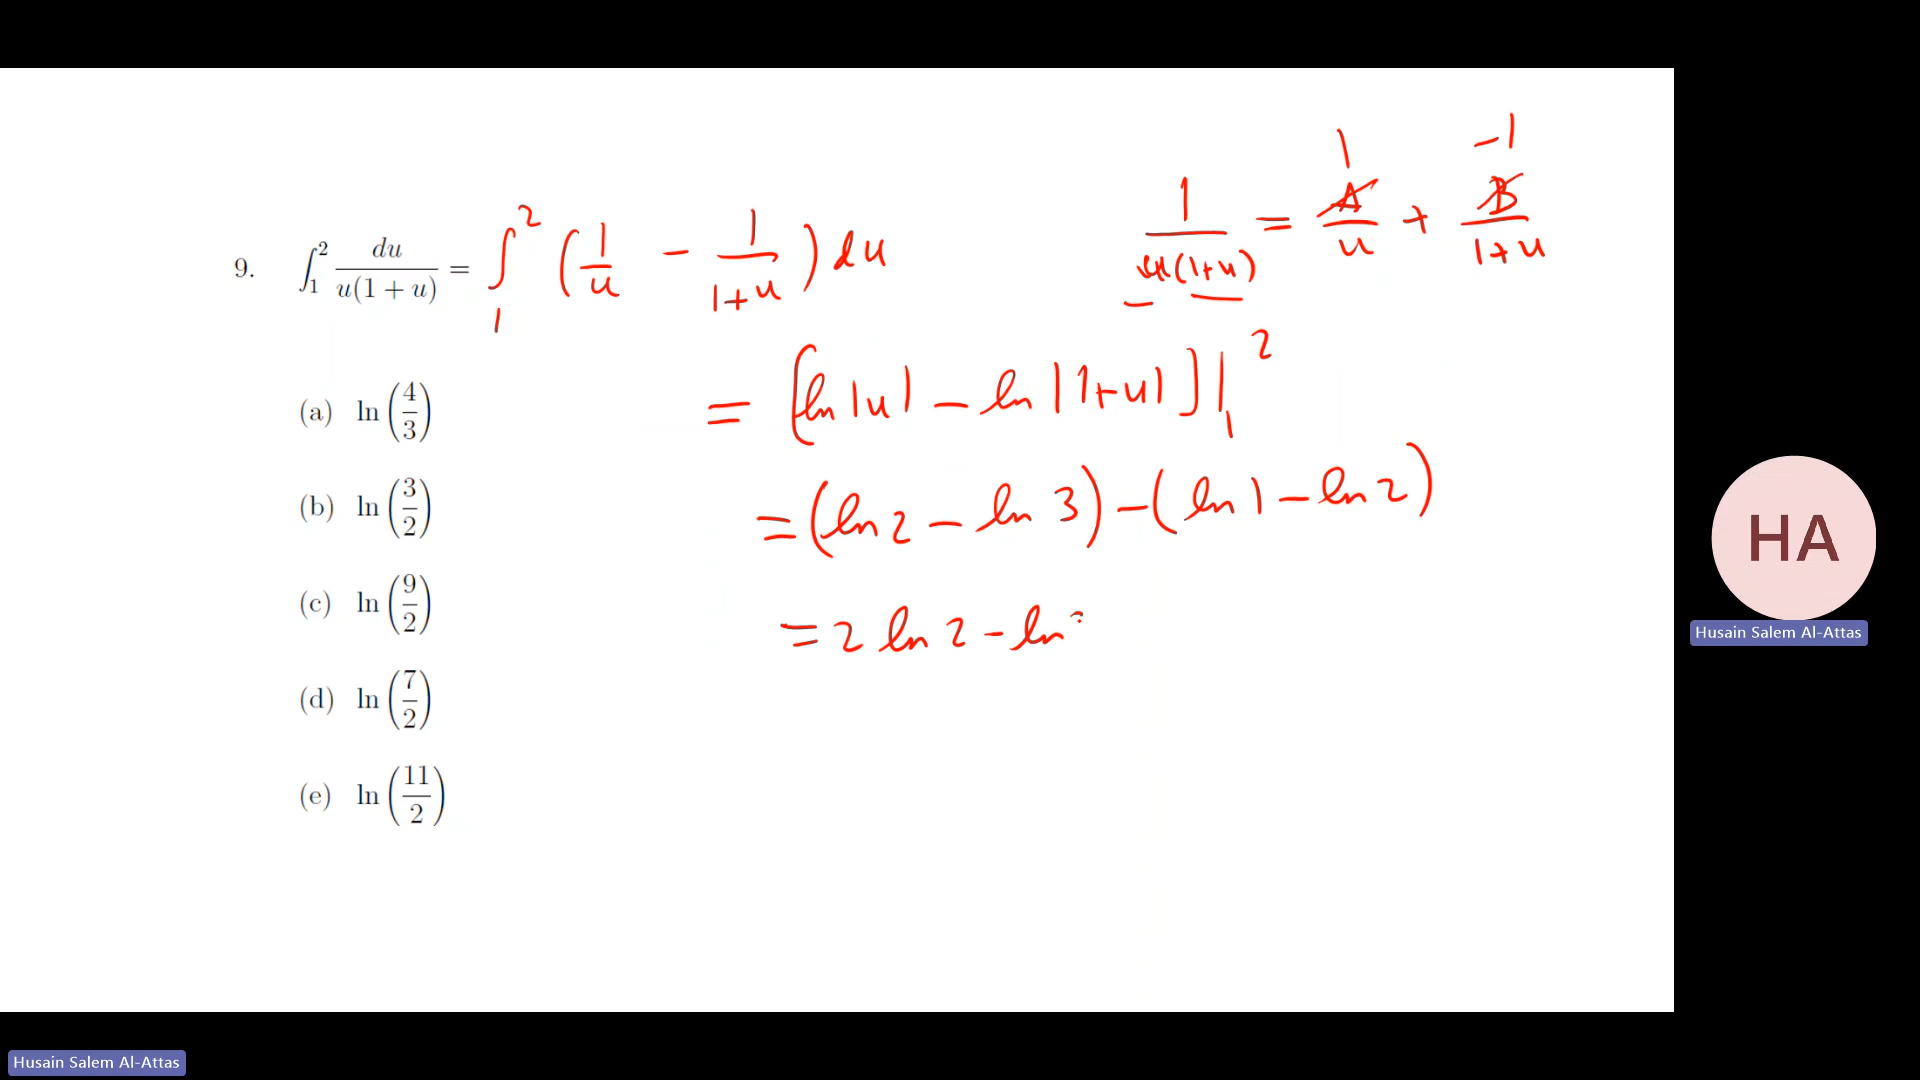 9. ∫₁² du/(u(1 + u)) = ∫₁² (1/u - 1/(1+u)) du
1/(u(1+u)) = A/u + B/(1+u)
1 -1
= [ln|u| - ln|1+u|]|₁²
= (ln 2 - ln 3) - (ln 1 - ln 2)
= 2 ln 2 - ln
(a) ln(4/3)
(b) ln(3/2)
(c) ln(9/2)
(d) ln(7/2)
(e) ln(11/2)
HA
Husain Salem Al-Attas
Husain Salem Al-Attas